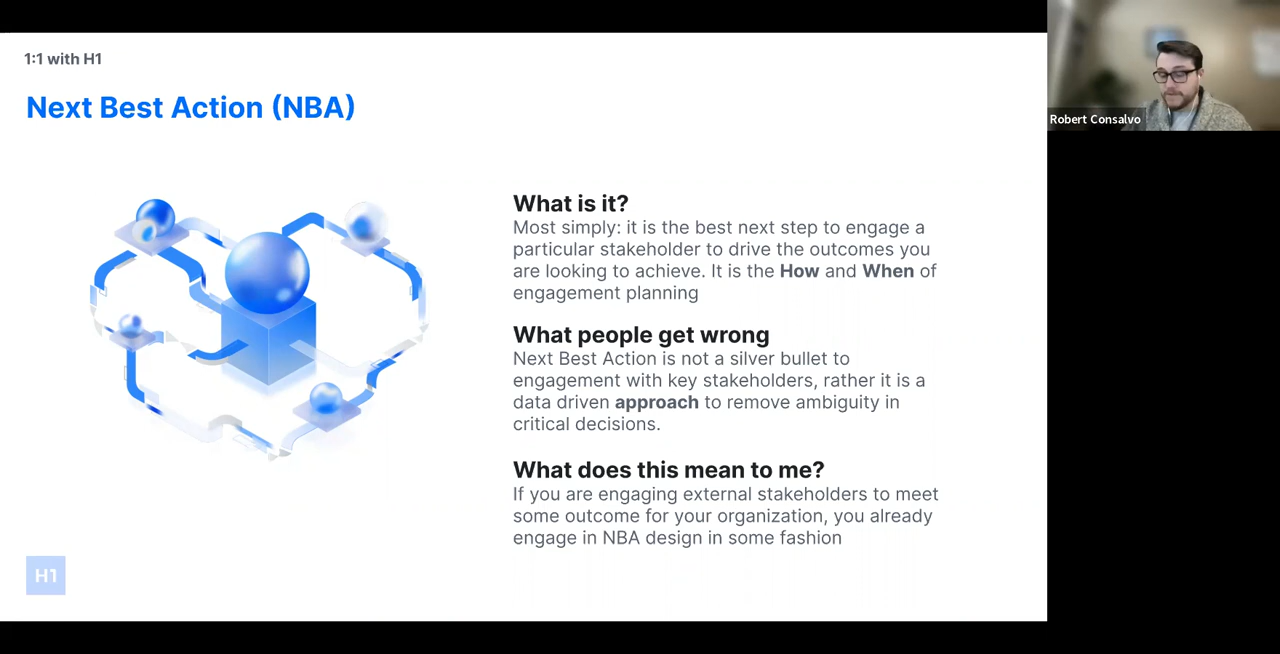 1:1 with H1
Next Best Action (NBA)
Robert Consalvo
What is it?
Most simply: it is the best next step to engage a
particular stakeholder to drive the outcomes you
are looking to achieve. It is the How and When of
engagement planning
What people get wrong
Next Best Action is not a silver bullet to
engagement with key stakeholders, rather it is a
data driven approach to remove ambiguity in
critical decisions.
What does this mean to me?
If you are engaging external stakeholders to meet
some outcome for your organization, you already
engage in NBA design in some fashion
H1